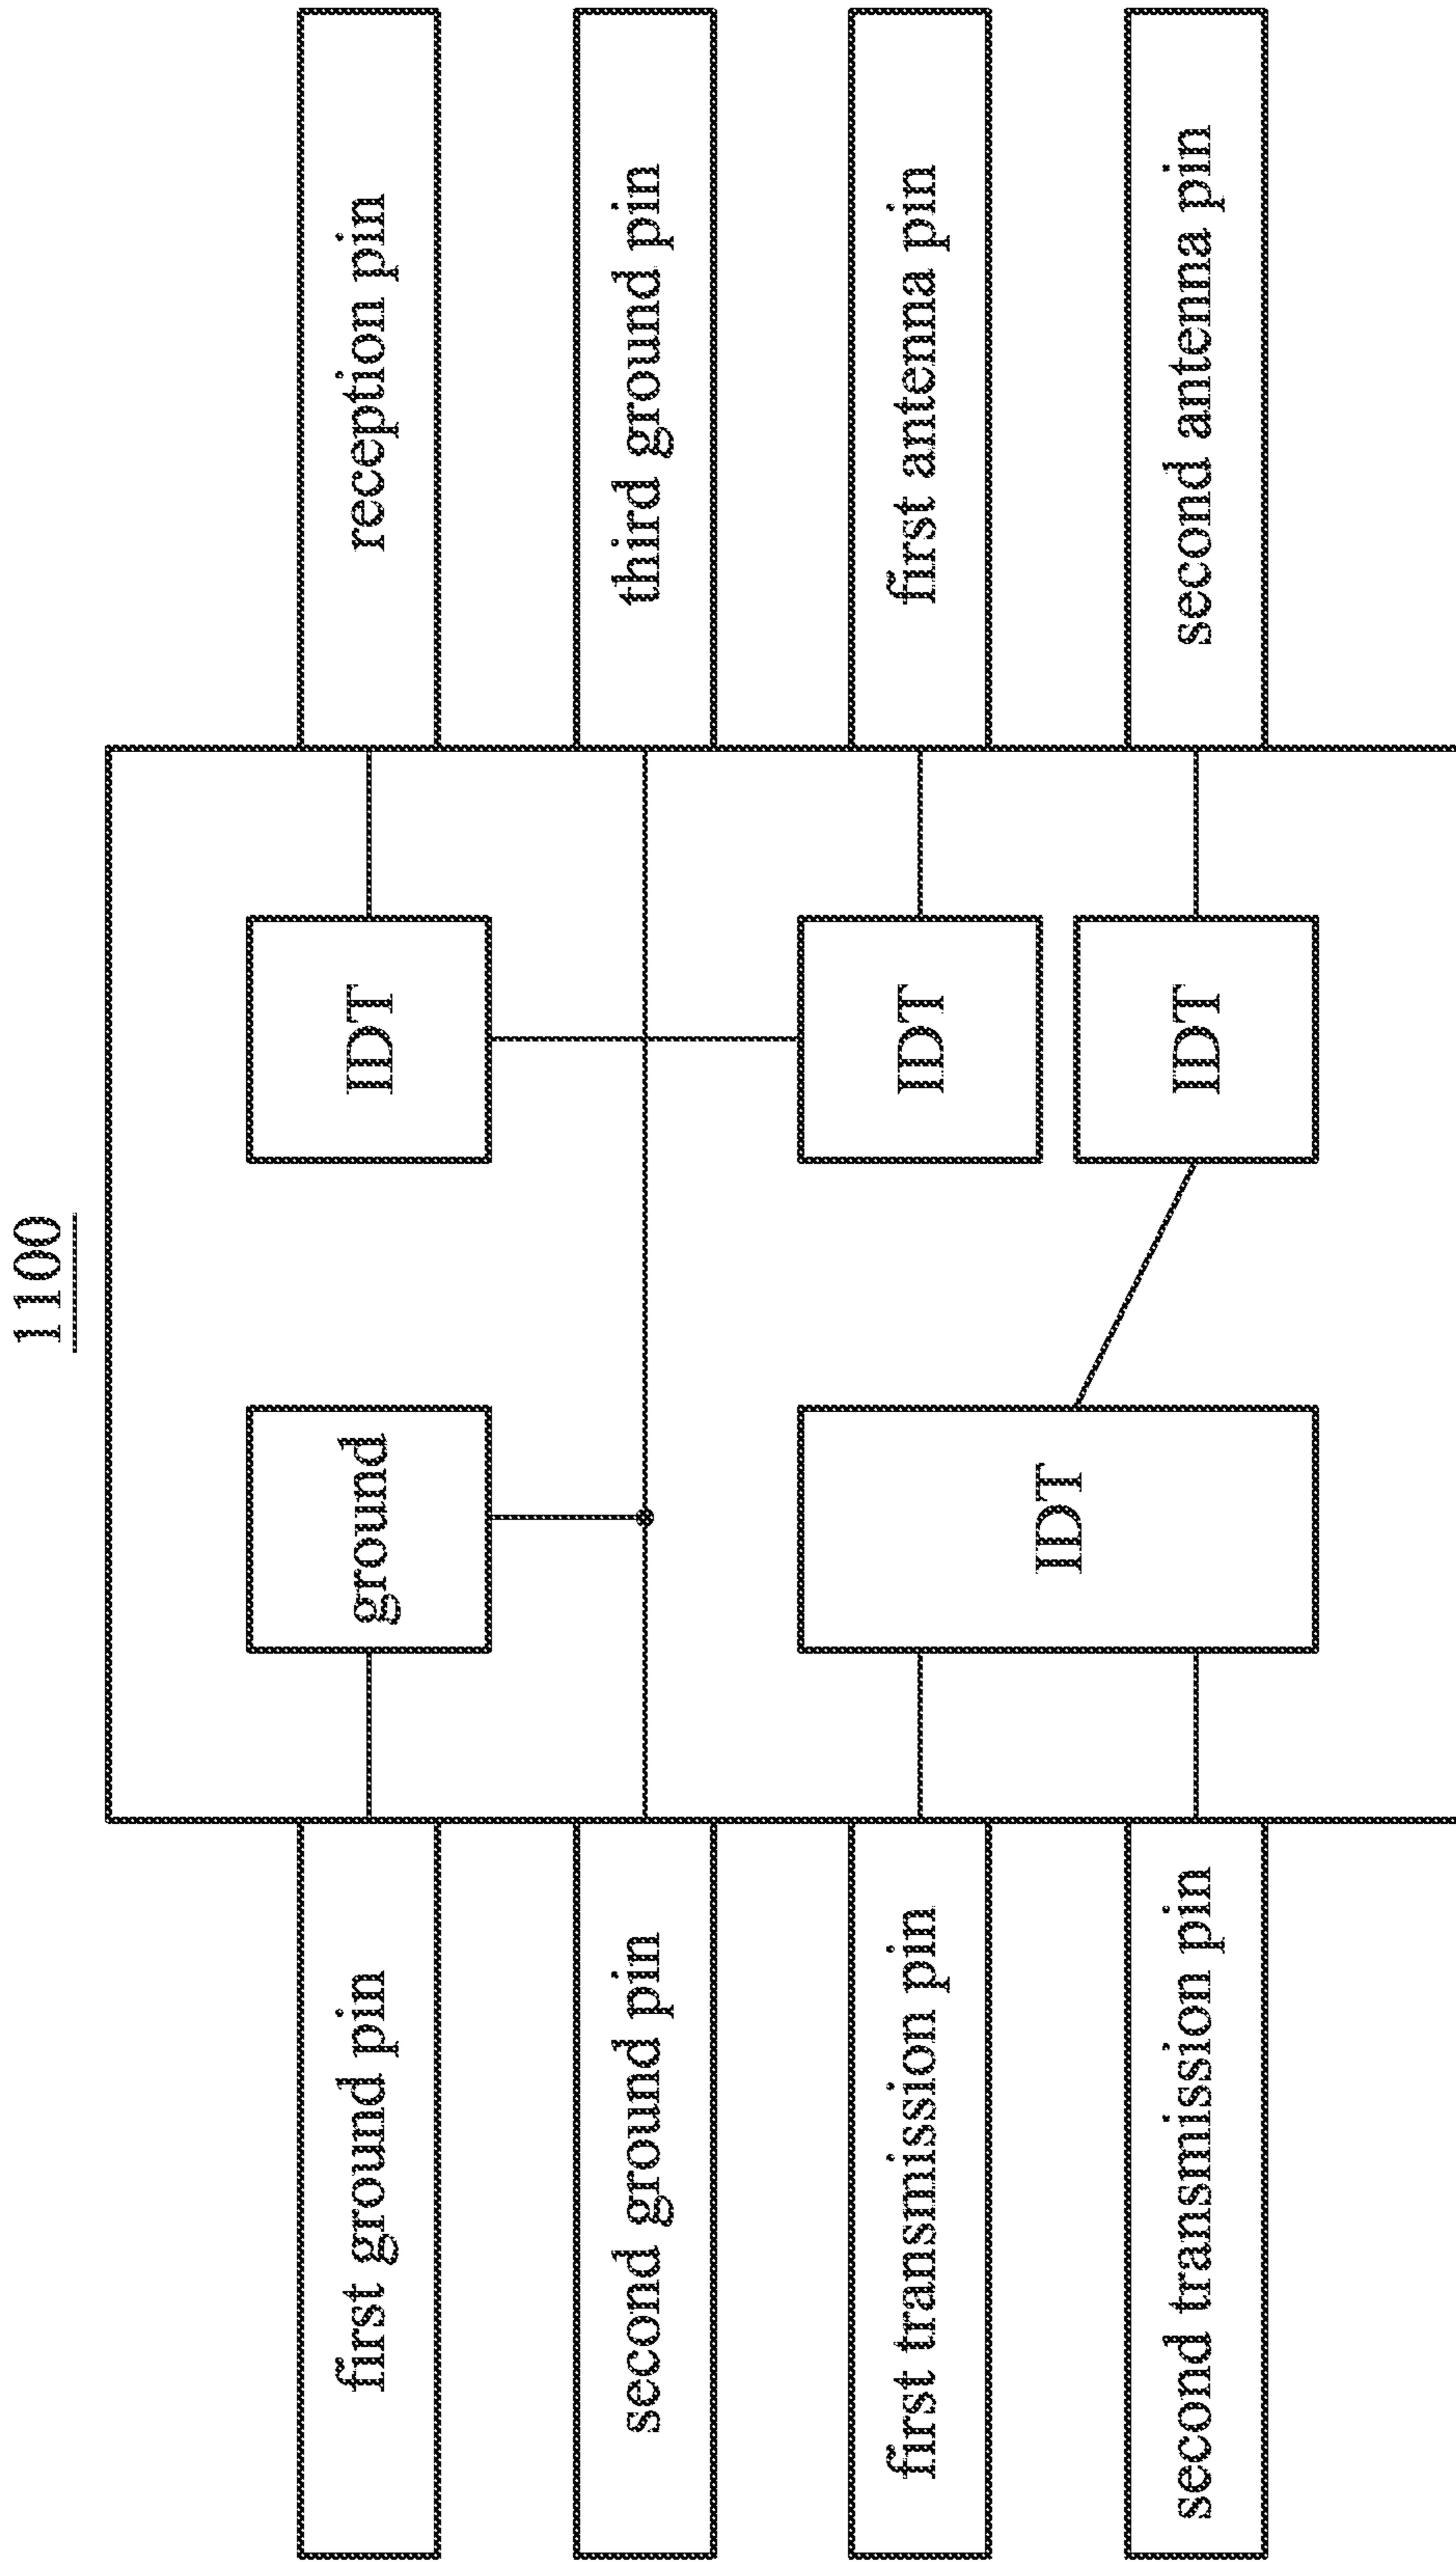 1100
first ground pin
ground
IDT
reception pin
second ground pin
third ground pin
first transmission pin
IDT
first antenna pin
IDT
second transmission pin
IDT
second antenna pin